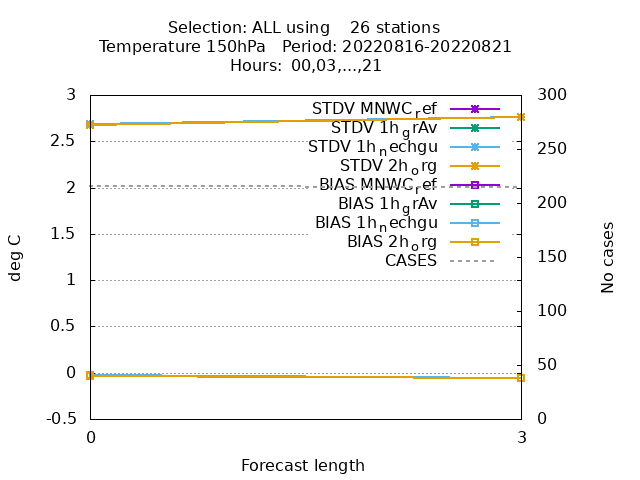 Selection: ALL using 26 stations
Temperature 150hPa Period: 20220816-20220821
Hours: 00,03,...,21
3
2.5
2
1.5
1
0.5
0
-0.5
deg C
STDV MNWC_ref
STDV 1h_grAv
STDV 1h_nechgu
STDV 2h_org
BIAS MNWC_ref
BIAS 1h_grAv
BIAS 1h_nechgu
BIAS 2h_org
CASES
300
250
200
150
100
50
0
No cases
0
3
Forecast length